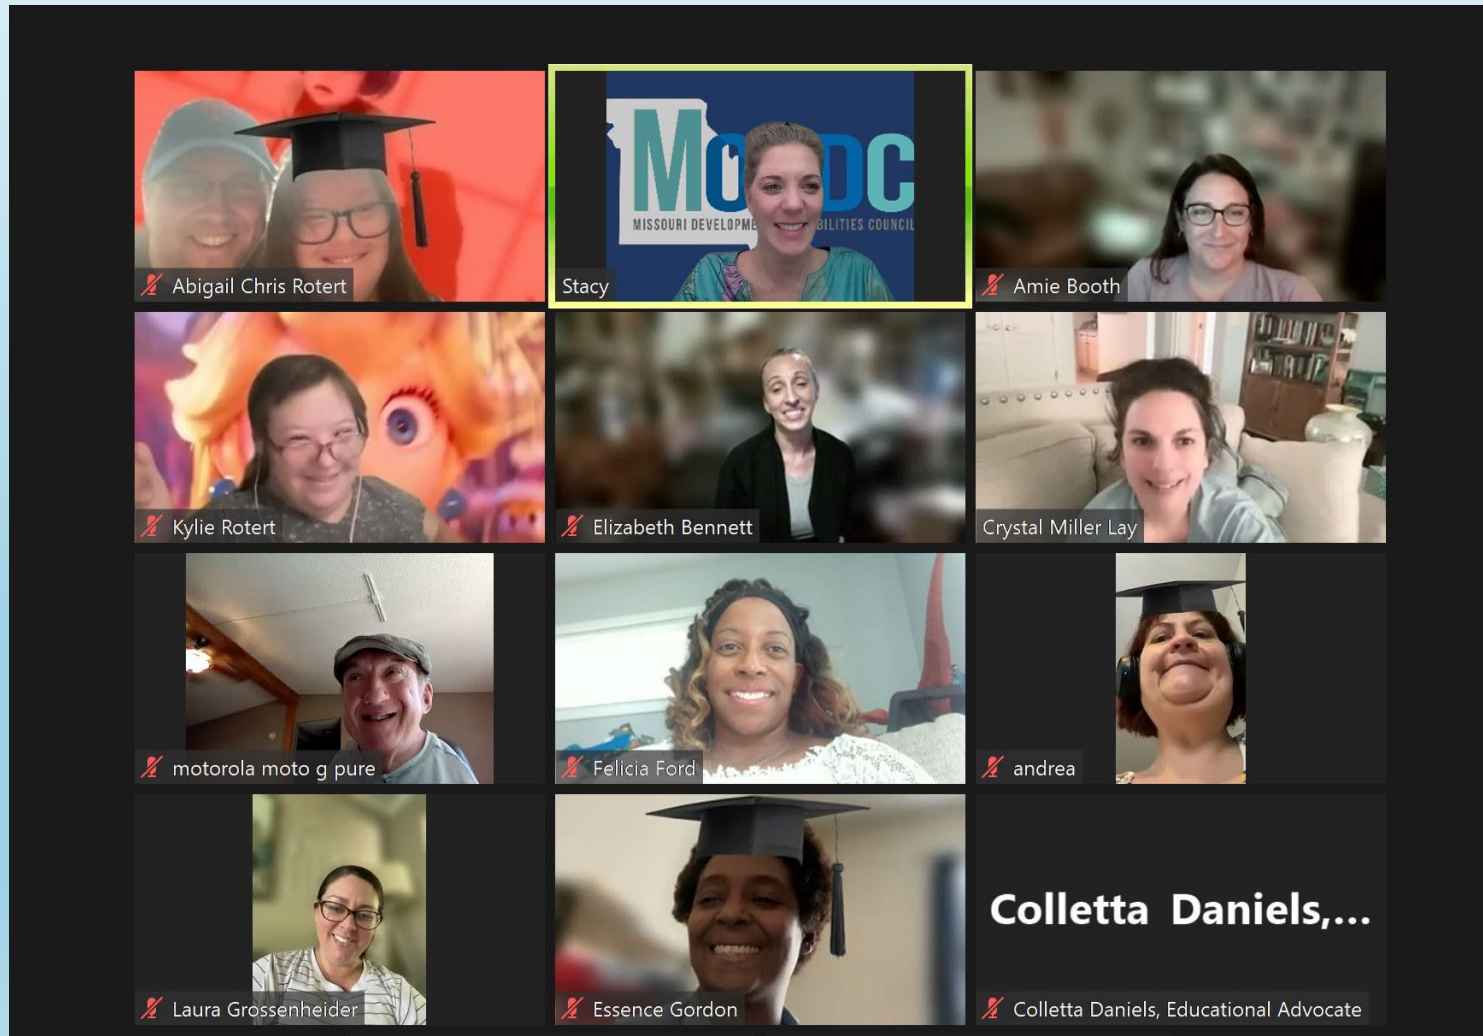 Abigail Chris Rotert
MO DC
MISSOURI DEVELOPME BILITIES COUNCIL
Stacy
Amie Booth
Kylie Rotert
Elizabeth Bennett
Crystal Miller Lay
motorola moto g pure
Felicia Ford
andrea
Laura Grossenheider
Essence Gordon
Colletta Daniels,...
Colletta Daniels, Educational Advocate